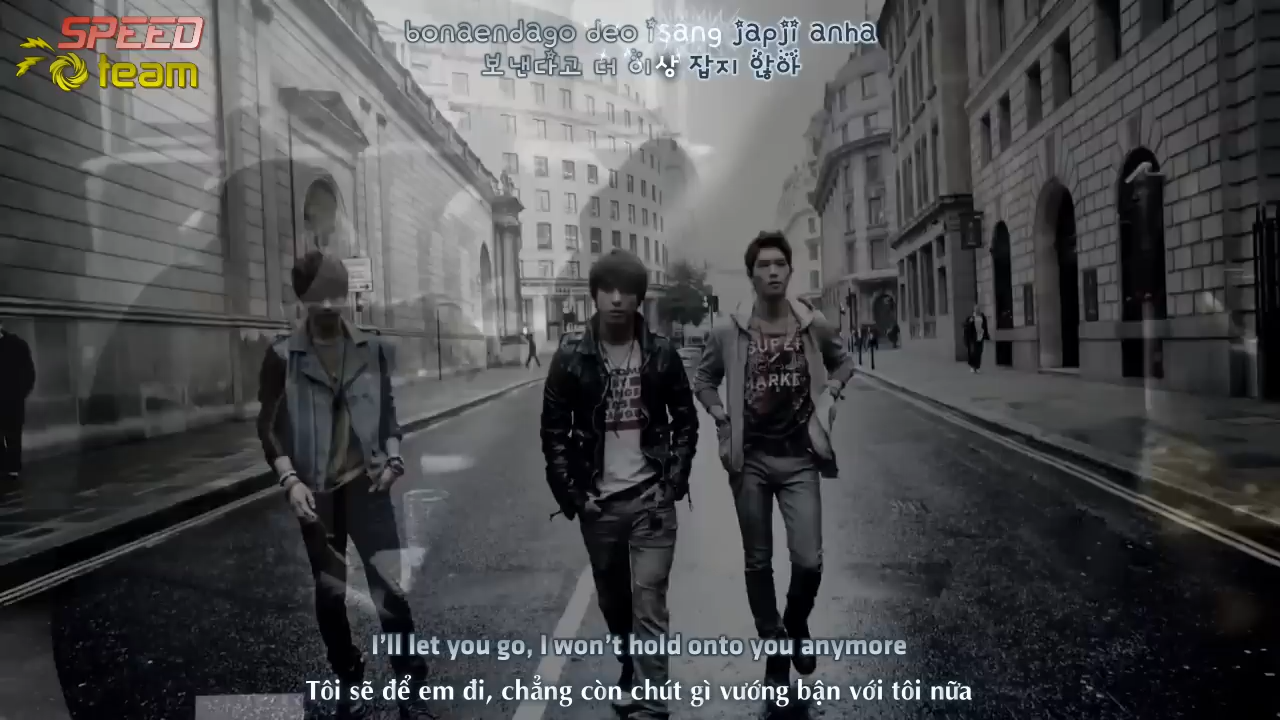 SPEED
team
bonaendago deo isang japji anha
보낸다고 더 이상 잡지 않아
SUPER
MARKE
I'll let you go, I won't hold onto you anymore
Tôi sẽ để em đi, chẳng còn chút gì vướng bận với tôi nữa